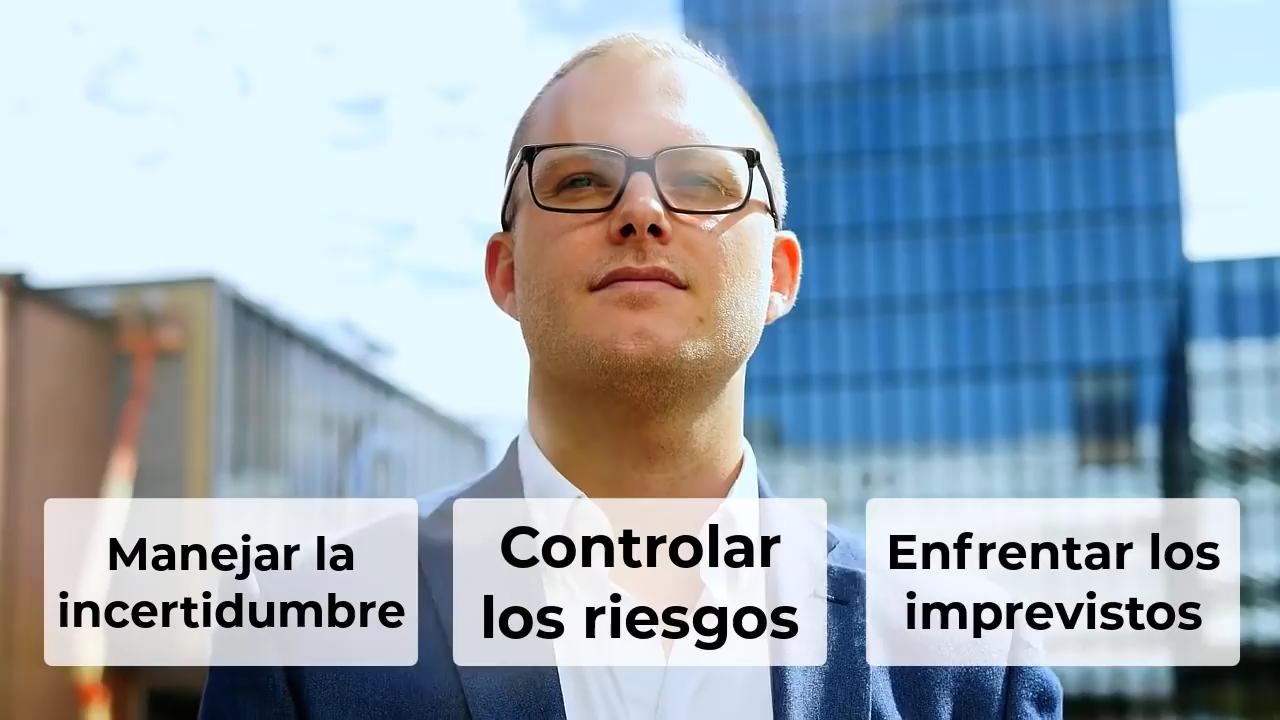 Manejar la
incertidumbre
Controlar
los riesgos
Enfrentar los
imprevistos